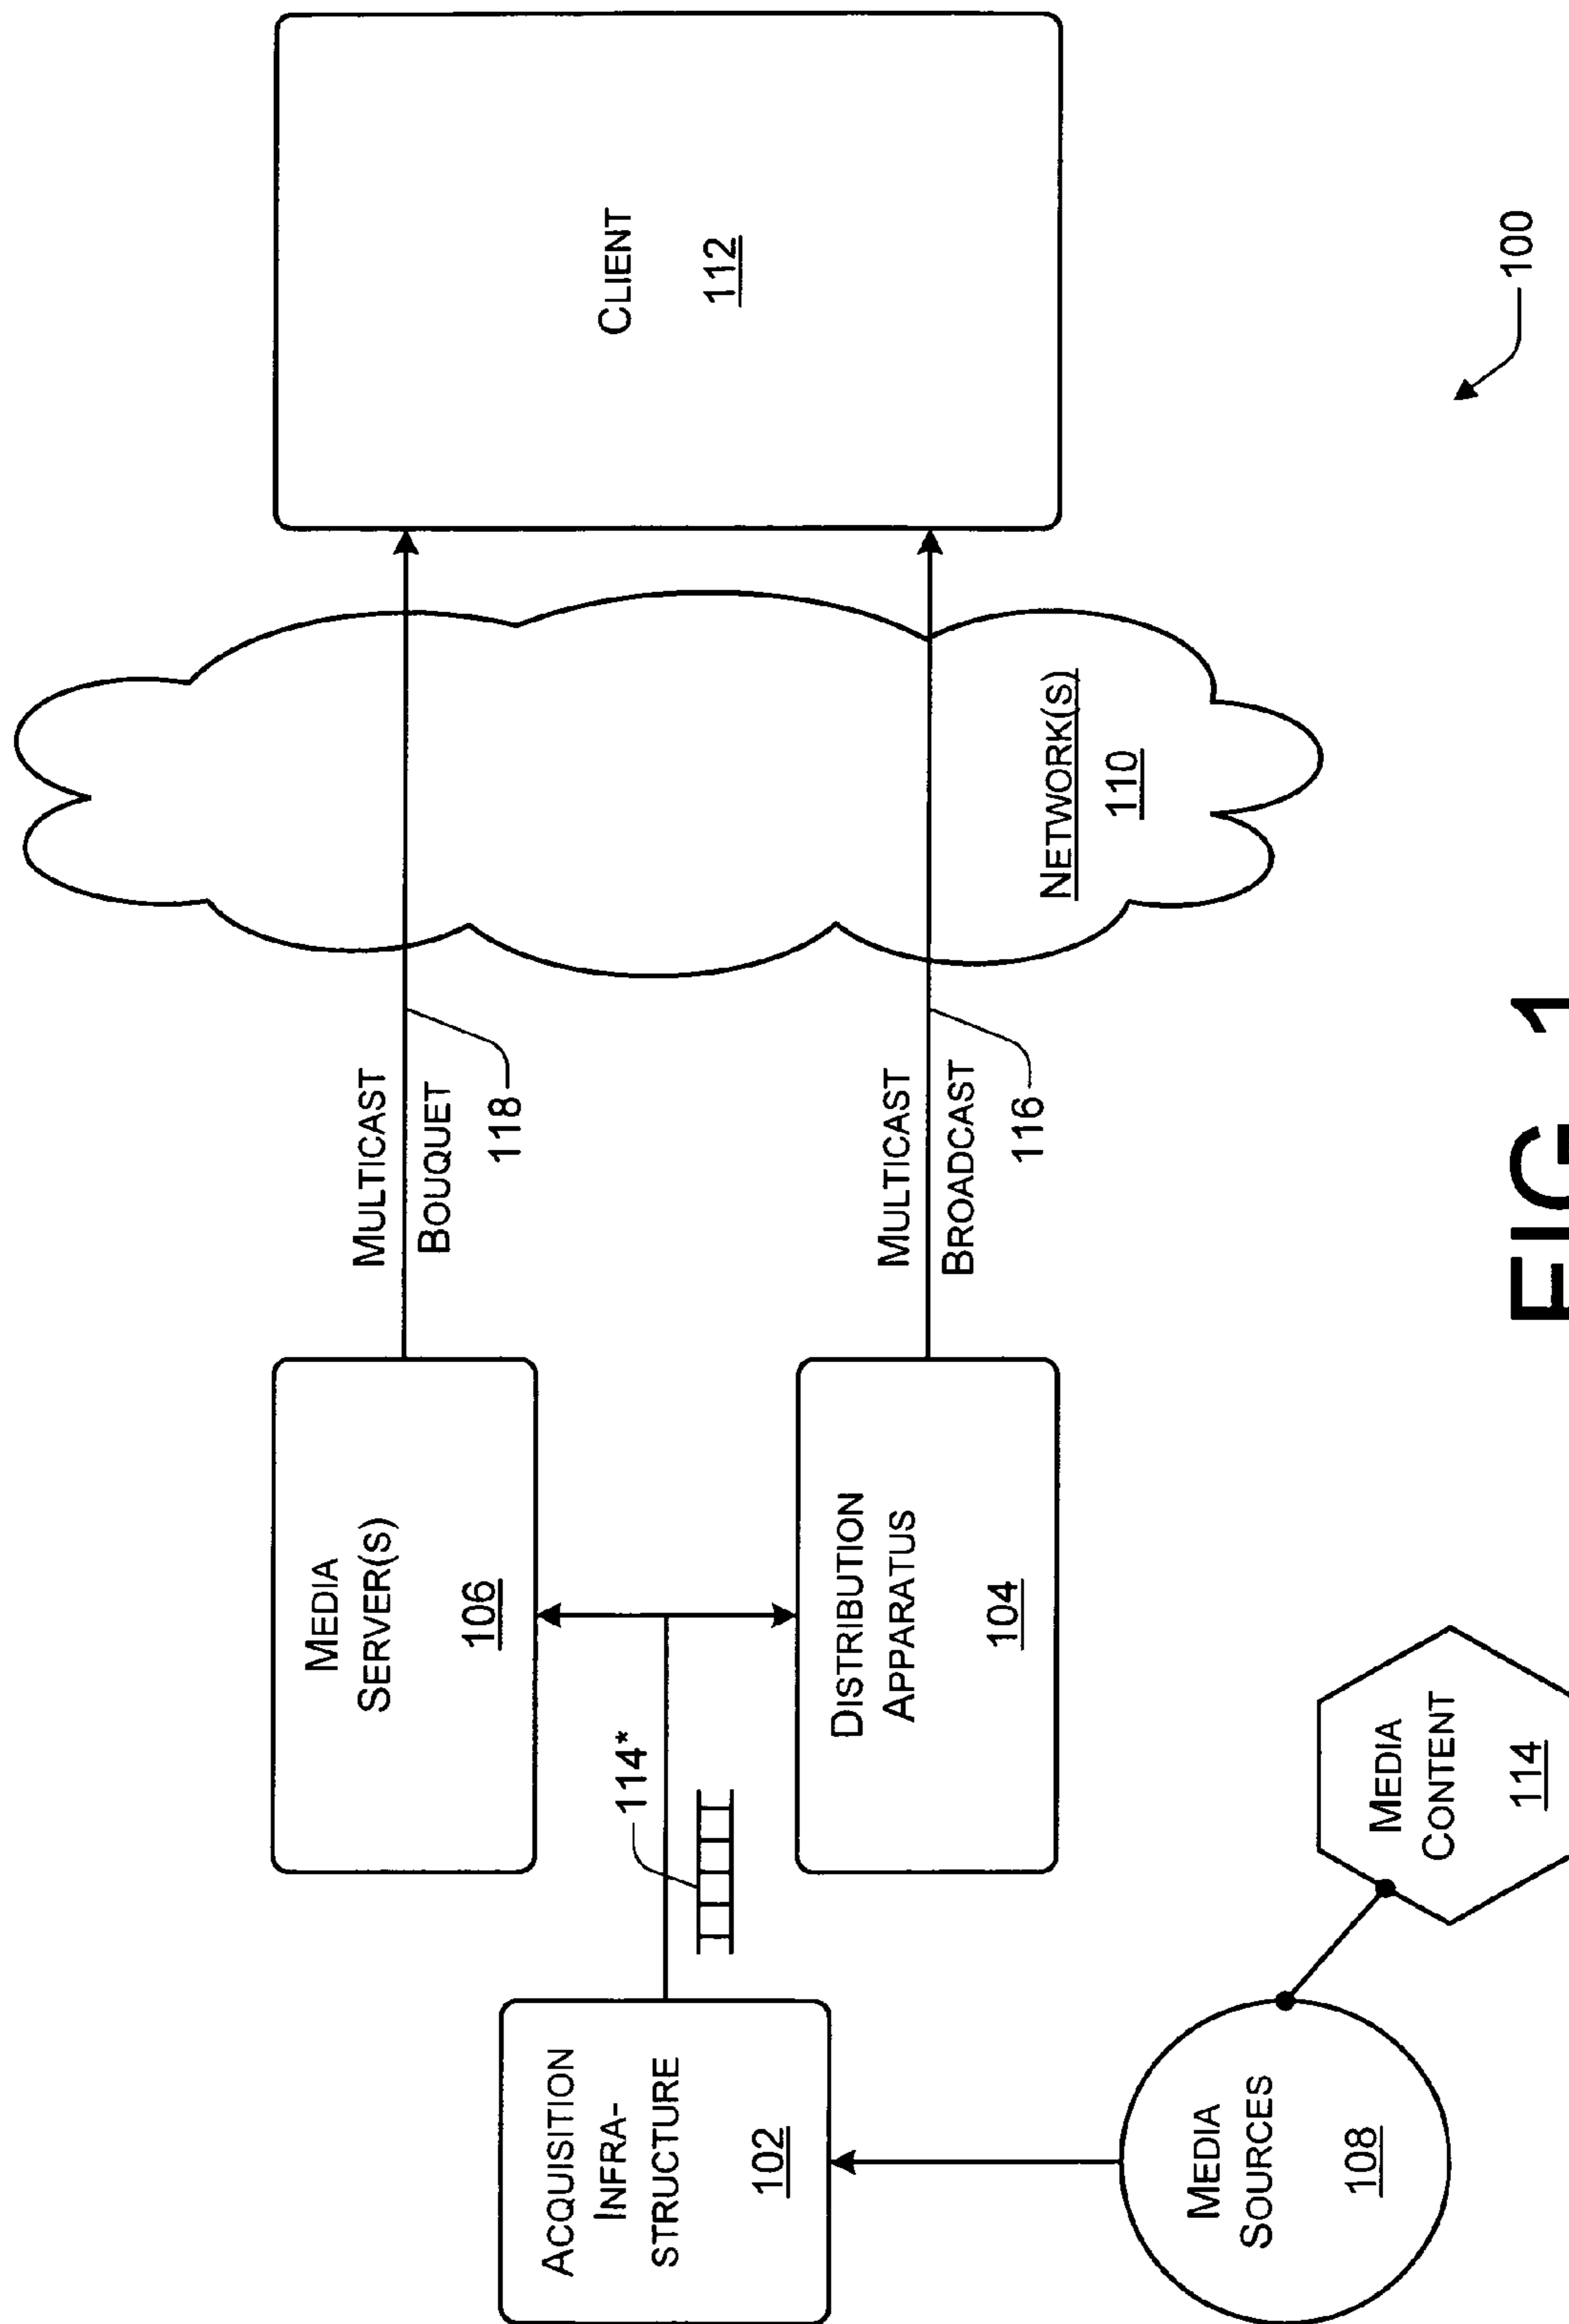 MEDIA
SERVER(S)
106
MULTICAST
BOUQUET
118
CLIENT
112
ACQUISITION
INFRA-
STRUCTURE
102
114*
DISTRIBUTION
APPARATUS
104
MULTICAST
BROADCAST
116
NETWORK(S)
110
MEDIA
SOURCES
108
MEDIA
CONTENT
114
100
FIG. 1